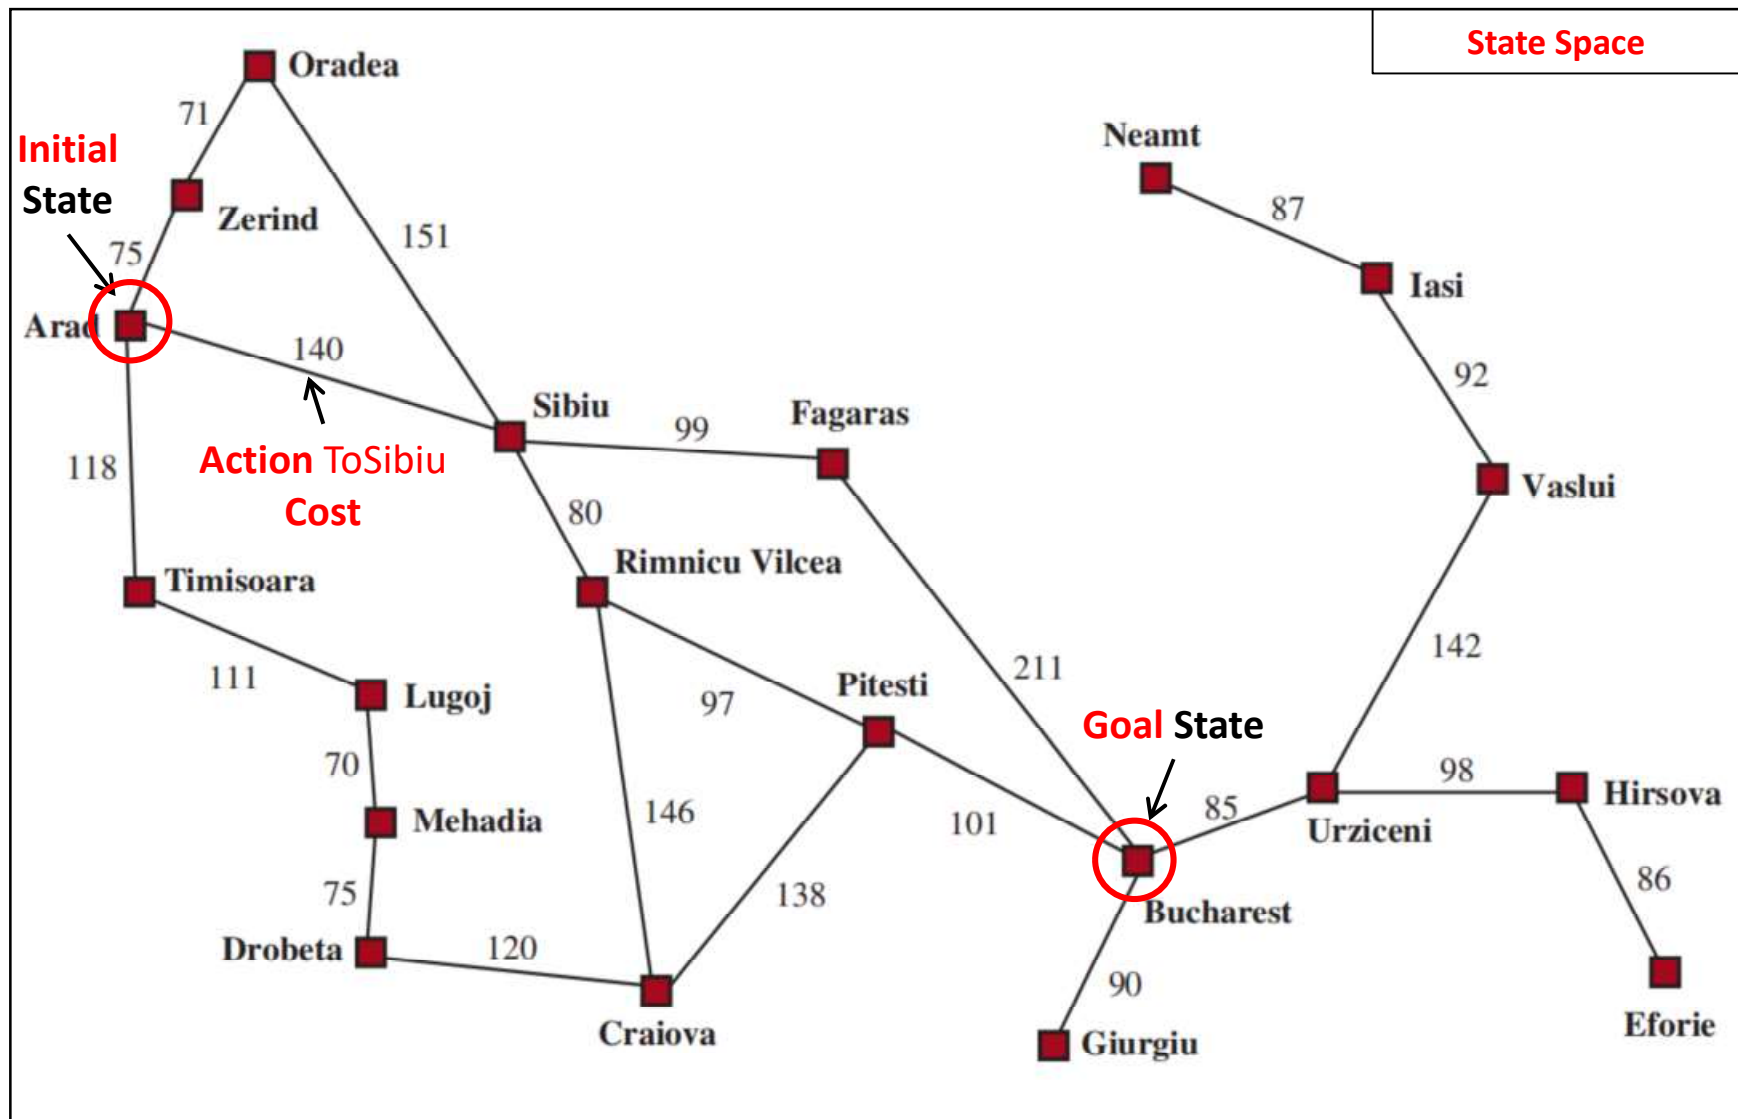 State Space
Oradea
71
Initial
State
Neamt
87
Zerind
151
75
Iasi
Arad
140
92
Sibiu
Fagaras
99
118
Action ToSibiu
Cost
Vaslui
80
Rimnicu Vilcea
Timisoara
142
211
111
Lugoj
97
Pitesti
Goal State
70
98
Hirsova
Mehadia
146
101
85
Urziceni
75
138
86
Bucharest
Drobeta
120
90
Craiova
Giurgiu
Eforie